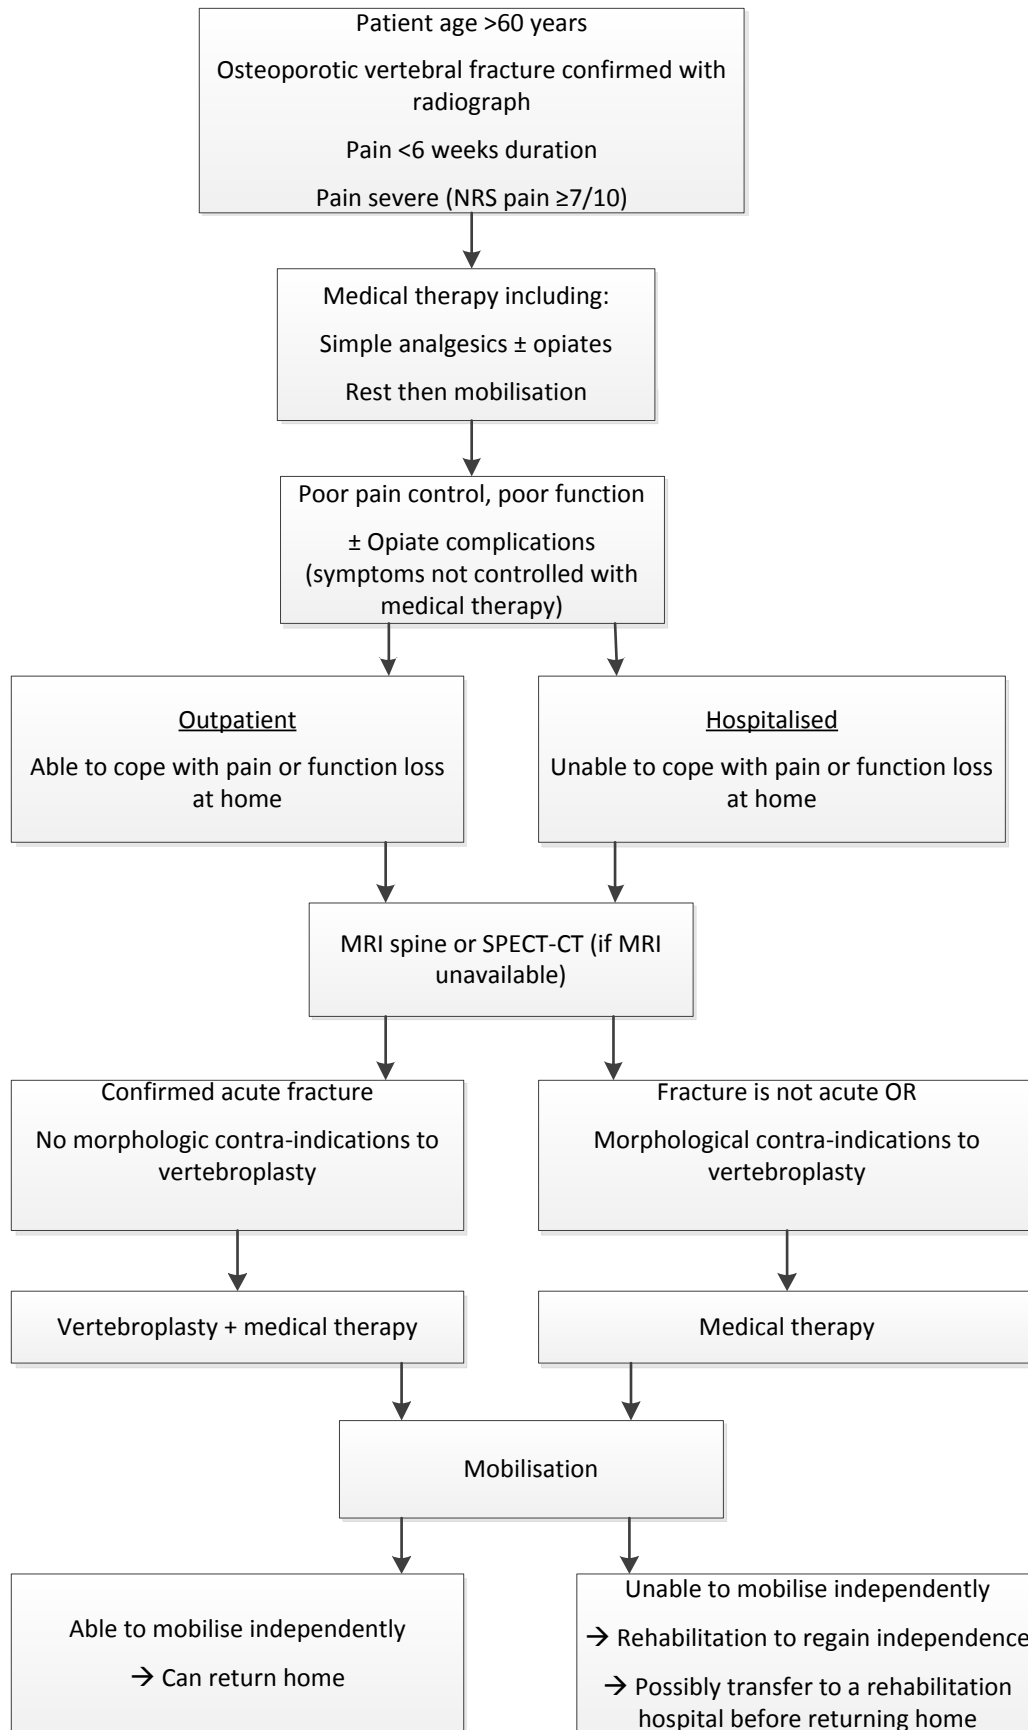 Patient age >60 years
Osteoporotic vertebral fracture confirmed with
radiograph
Pain <6 weeks duration
Pain severe (NRS pain ≥7/10)
Medical therapy including:
Simple analgesics ± opiates
Rest then mobilisation
Poor pain control, poor function
± Opiate complications
(symptoms not controlled with
medical therapy)
Outpatient
Able to cope with pain or function loss
at home
Hospitalised
Unable to cope with pain or function loss
at home
MRI spine or SPECT-CT (if MRI
unavailable)
Confirmed acute fracture
No morphologic contra-indications to
vertebroplasty
Fracture is not acute OR
Morphological contra-indications to
vertebroplasty
Vertebroplasty + medical therapy
Medical therapy
Mobilisation
Able to mobilise independently
→ Can return home
Unable to mobilise independently
→ Rehabilitation to regain independence
→ Possibly transfer to a rehabilitation
hospital before returning home